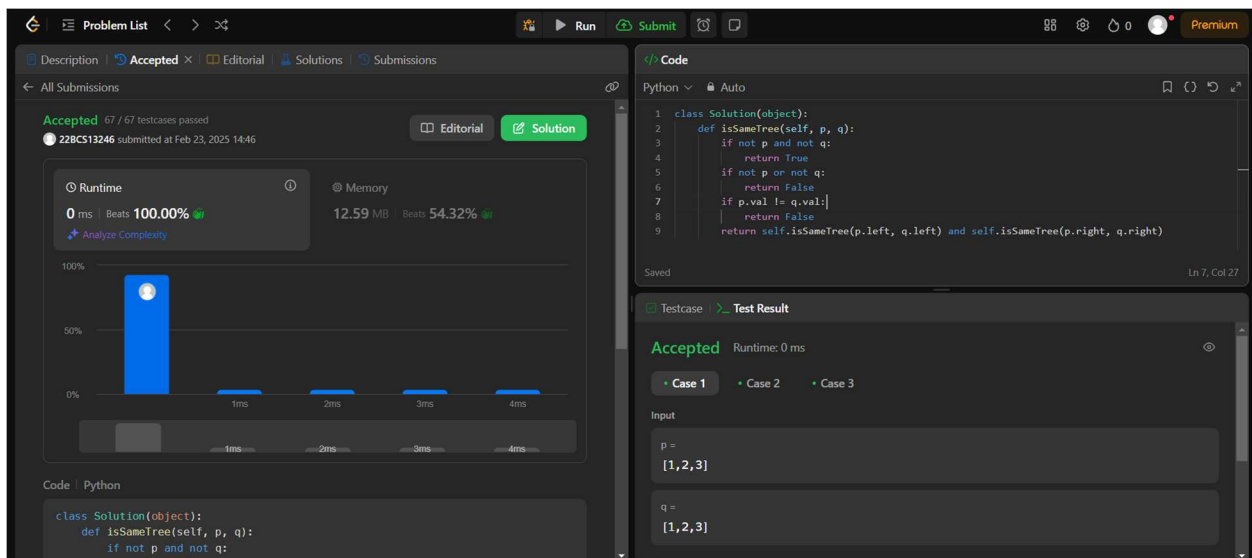 Problem List
Run
Submit
0
Premium
Description
Accepted
Editorial
Solutions
Submissions
All Submissions
Accepted 67 / 67 testcases passed
22BCS13246 submitted at Feb 23, 2025 14:46
Editorial
Solution
Runtime
0 ms Beats 100.00%
Analyze Complexity
Memory
12.59 MB Beats 54.32%
100%
50%
0%
1ms 2ms 3ms 4ms
1ms 2ms 3ms 4ms
Code Python
class Solution(object):
def isSameTree(self, p, q):
if not p and not q:
</> Code
Python Auto
1 class Solution(object):
2 def isSameTree(self, p, q):
3 if not p and not q:
4 return True
5 if not p or not q:
6 return False
7 if p.val != q.val:
8 return False
9 return self.isSameTree(p.left, q.left) and self.isSameTree(p.right, q.right)
Saved Ln 7, Col 27
Testcase >_ Test Result
Accepted Runtime: 0 ms
• Case 1 • Case 2 • Case 3
Input
p =
[1,2,3]
q =
[1,2,3]